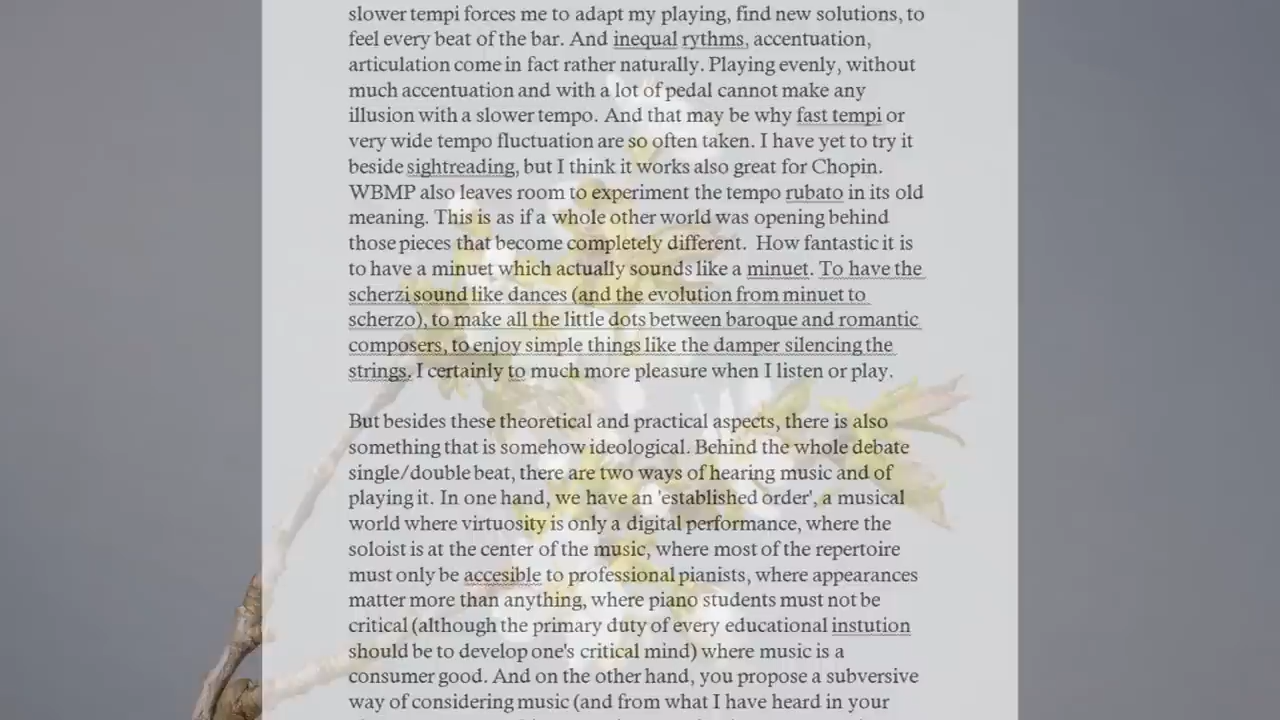 slower tempi forces me to adapt my playing, find new solutions, to
feel every beat of the bar. And inequal rythms, accentuation,
articulation come in fact rather naturally. Playing evenly, without
much accentuation and with a lot of pedal cannot make any
illusion with a slower tempo. And that may be why fast tempi or
very wide tempo fluctuation are so often taken. I have yet to try it
beside sightreading, but I think it works also great for Chopin.
WBMP also leaves room to experiment the tempo rubato in its old
meaning. This is as if a whole other world was opening behind
those pieces that become completely different. How fantastic it is
to have a minuet which actually sounds like a minuet. To have the
scherzi sound like dances (and the evolution from minuet to
scherzo), to make all the little dots between baroque and romantic
composers, to enjoy simple things like the damper silencing the
strings. I certainly to much more pleasure when I listen or play.
But besides these theoretical and practical aspects, there is also
something that is somehow ideological. Behind the whole debate
single/double beat, there are two ways of hearing music and of
playing it. In one hand, we have an 'established order', a musical
world where virtuosity is only a digital performance, where the
soloist is at the center of the music, where most of the repertoire
must only be accesible to professional pianists, where appearances
matter more than anything, where piano students must not be
critical (although the primary duty of every educational instution
should be to develop one's critical mind) where music is a
consumer good. And on the other hand, you propose a subversive
way of considering music (and from what I have heard in your